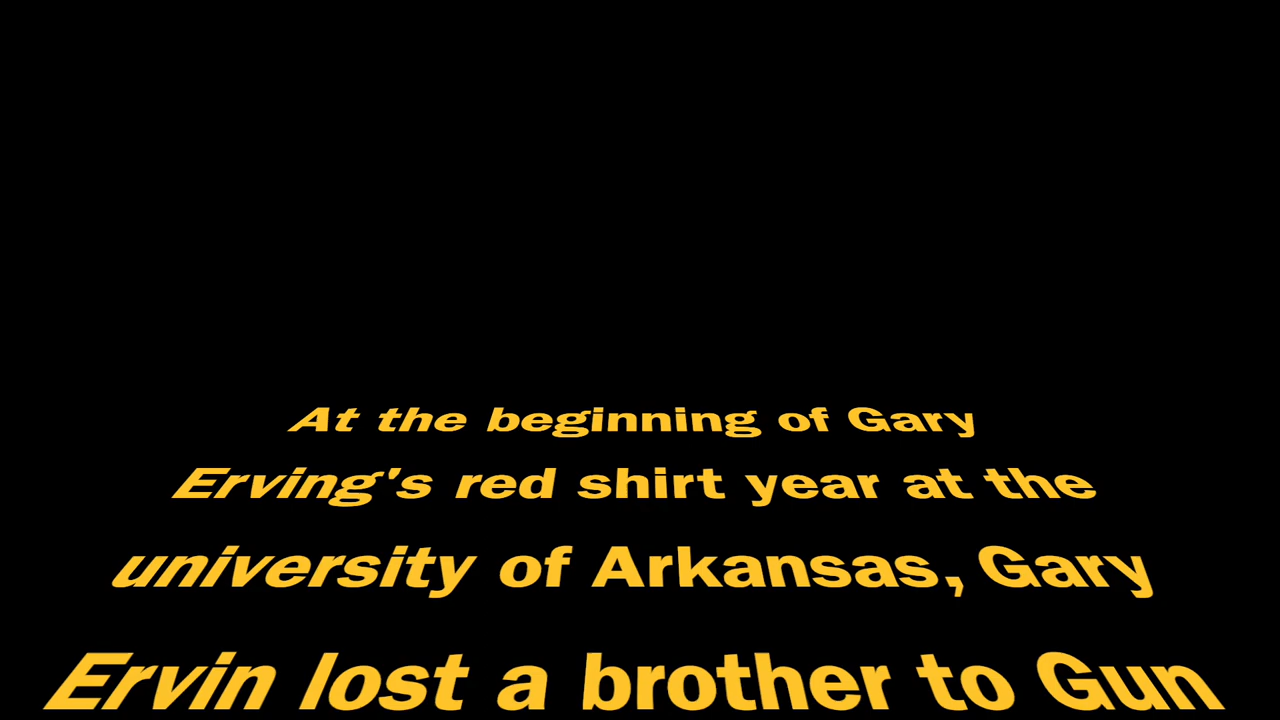 At the beginning of Gary
Erving's red shirt year at the
university of Arkansas, Gary
Ervin lost a brother to Gun